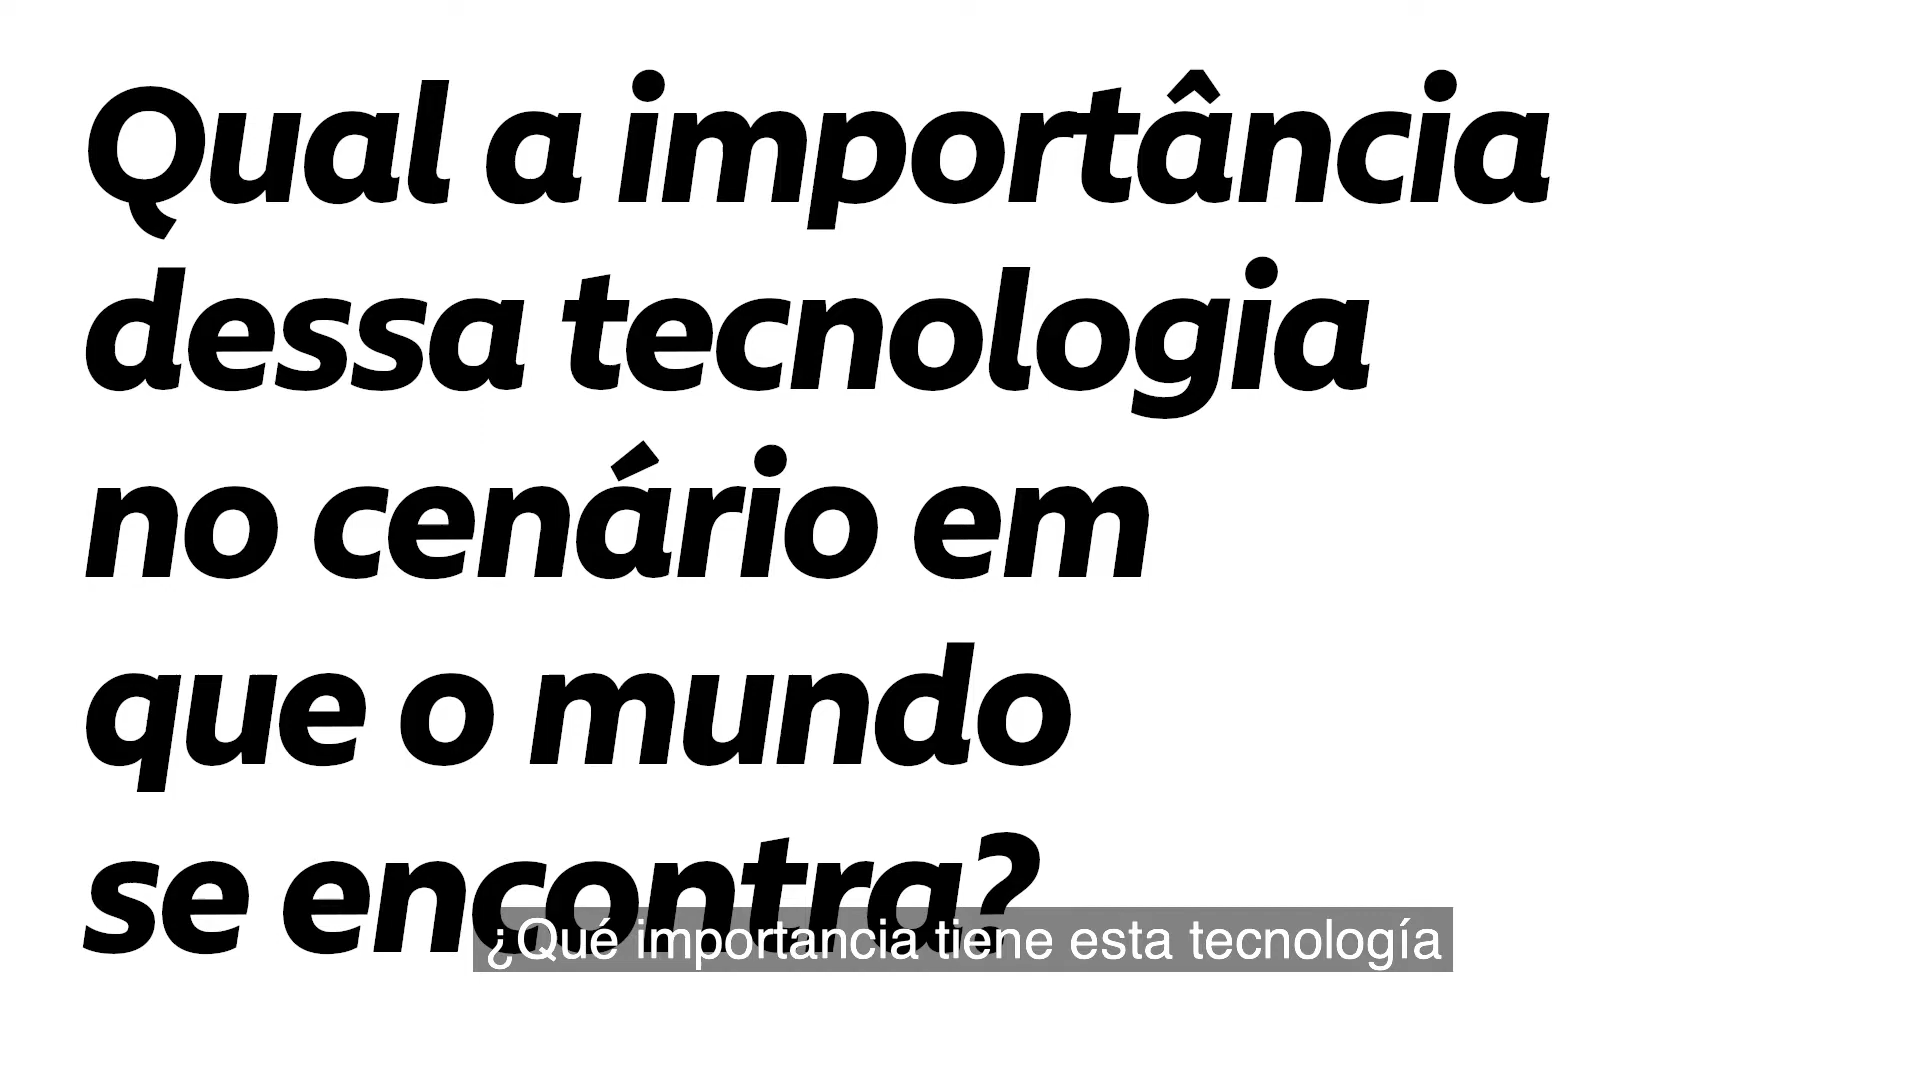 Qual a importância
dessa tecnologia
no cenário em
que o mundo
se encontra?
¿Qué importancia tiene esta tecnología